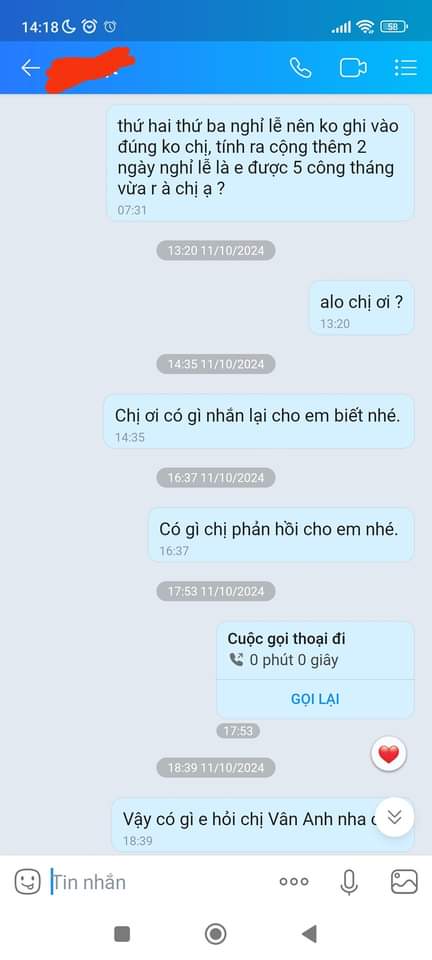 14:18
58
thứ hai thứ ba nghỉ lễ nên ko ghi vào
đúng ko chị, tính ra cộng thêm 2
ngày nghỉ lễ là e được 5 công tháng
vừa r à chị ạ ?
07:31
13:20 11/10/2024
alo chị ơi ?
13:20
14:35 11/10/2024
Chị ơi có gì nhắn lại cho em biết nhé.
14:35
16:37 11/10/2024
Có gì chị phản hồi cho em nhé.
16:37
17:53 11/10/2024
Cuộc gọi thoại đi
0 phút 0 giây
GỌI LẠI
17:53
18:39 11/10/2024
Vậy có gì e hỏi chị Vân Anh nha
18:39
Tin nhắn